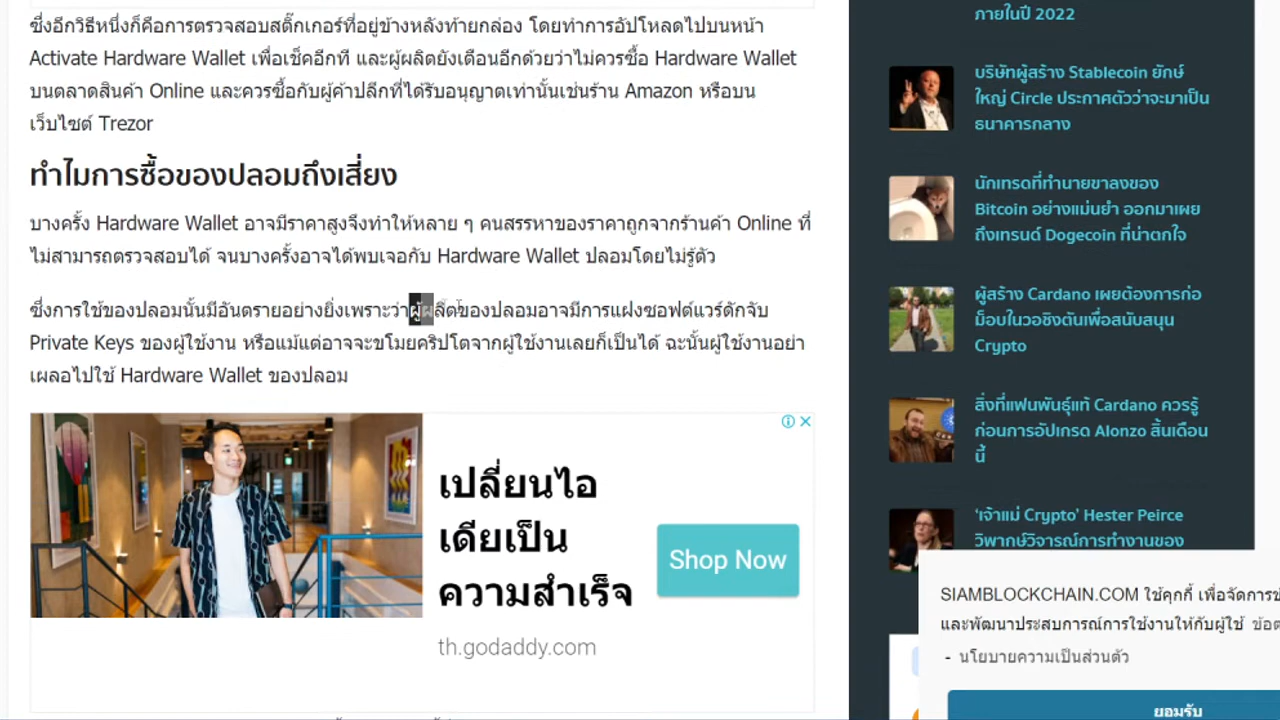 ซึ่งอีกวิธีหนึ่งก็คือการตรวจสอบสติ๊กเกอร์ที่อยู่ข้างหลังท้ายกล่อง โดยทำการอัปโหลดไปบนหน้า
Activate Hardware Wallet เพื่อเช็คอีกที และผู้ผลิตยังเตือนอีกด้วยว่าไม่ควรซื้อ Hardware Wallet
บนตลาดสินค้า Online และควรซื้อกับผู้ค้าปลีกที่ได้รับอนุญาตเท่านั้นเช่นร้าน Amazon หรือบน
เว็บไซต์ Trezor
ทำไมการซื้อของปลอมถึงเสี่ยง
บางครั้ง Hardware Wallet อาจมีราคาสูงจึงทำให้หลาย ๆ คนสรรหาของราคาถูกจากร้านค้า Online ที่
ไม่สามารถตรวจสอบได้ จนบางครั้งอาจได้พบเจอกับ Hardware Wallet ปลอมโดยไม่รู้ตัว
ซึ่งการใช้ของปลอมนั้นมีอันตรายอย่างยิ่งเพราะว่าผู้ผลิตของปลอมอาจมีการแฝงซอฟต์แวร์ดักจับ
Private Keys ของผู้ใช้งาน หรือแม้แต่อาจจะขโมยคริปโตจากผู้ใช้งานเลยก็เป็นได้ ฉะนั้นผู้ใช้งานอย่า
เผลอไปใช้ Hardware Wallet ของปลอม
เปลี่ยนไอ
เดียเป็น
ความสำเร็จ
th.godaddy.com
Shop Now
ภายในปี 2022
บริษัทผู้สร้าง Stablecoin ยักษ์
ใหญ่ Circle ประกาศตัวว่าจะมาเป็น
ธนาคารกลาง
นักเทรดที่ทำนายขาลงของ
Bitcoin อย่างแม่นยำ ออกมาเผย
ถึงเทรนด์ Dogecoin ที่น่าตกใจ
ผู้สร้าง Cardano เผยต้องการก่อ
ม็อบในวอชิงตันเพื่อสนับสนุน
Crypto
สิ่งที่แฟนพันธุ์แท้ Cardano ควรรู้
ก่อนการอัปเกรด Alonzo สิ้นเดือน
นี้
‘เจ้าแม่ Crypto’ Hester Peirce
วิพากษ์วิจารณ์การทำงานของ
SIAMBLOCKCHAIN.COM ใช้คุกกี้ เพื่อจัดการ
และพัฒนาประสบการณ์การใช้งานให้กับผู้ใช้
- นโยบายความเป็นส่วนตัว
ยอมรับ